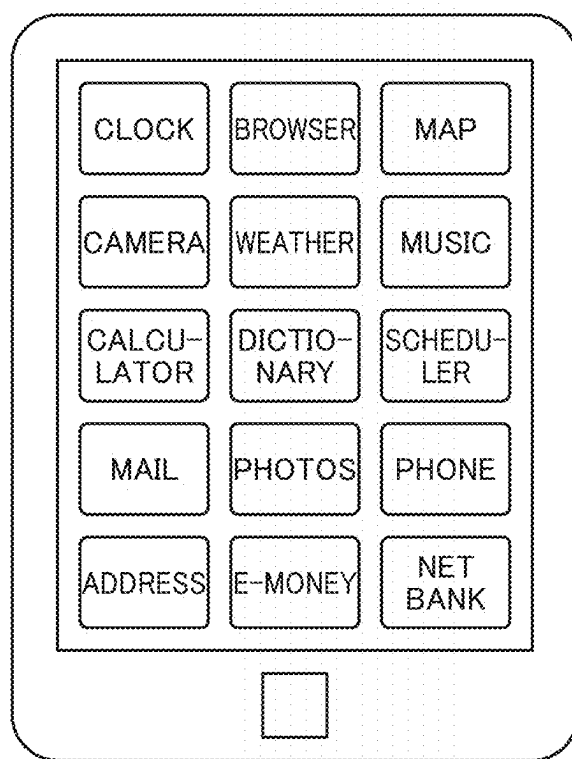 CLOCK BROWSER MAP
CAMERA WEATHER MUSIC
CALCU-
LATOR
DICTIO-
NARY
SCHEDU-
LER
MAIL PHOTOS PHONE
ADDRESS E-MONEY NET
BANK